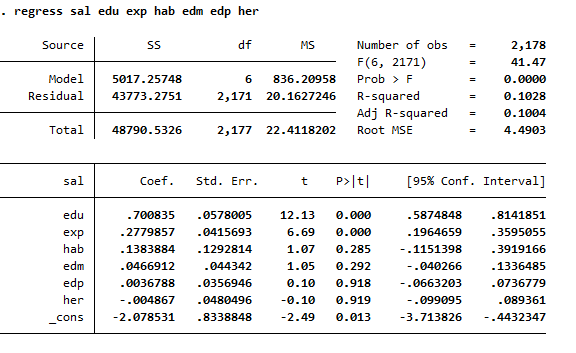 . regress sal edu exp hab edm edp her
Source SS df MS Number of obs = 2,178
F(6, 2171) = 41.47
Model 5017.25748 6 836.20958 Prob > F = 0.0000
Residual 43773.2751 2,171 20.1627246 R-squared = 0.1028
Adj R-squared = 0.1004
Total 48790.5326 2,177 22.4118202 Root MSE = 4.4903
sal Coef. Std. Err. t P>|t| [95% Conf. Interval]
edu .700835 .0578005 12.13 0.000 .5874848 .8141851
exp .2779857 .0415693 6.69 0.000 .1964659 .3595055
hab .1383884 .1292814 1.07 0.285 -.1151398 .3919166
edm .0466912 .044342 1.05 0.292 -.040266 .1336485
edp .0036788 .0356946 0.10 0.918 -.0663203 .0736779
her -.004867 .0480496 -0.10 0.919 -.099095 .089361
_cons -2.078531 .8338848 -2.49 0.013 -3.713826 -.4432347